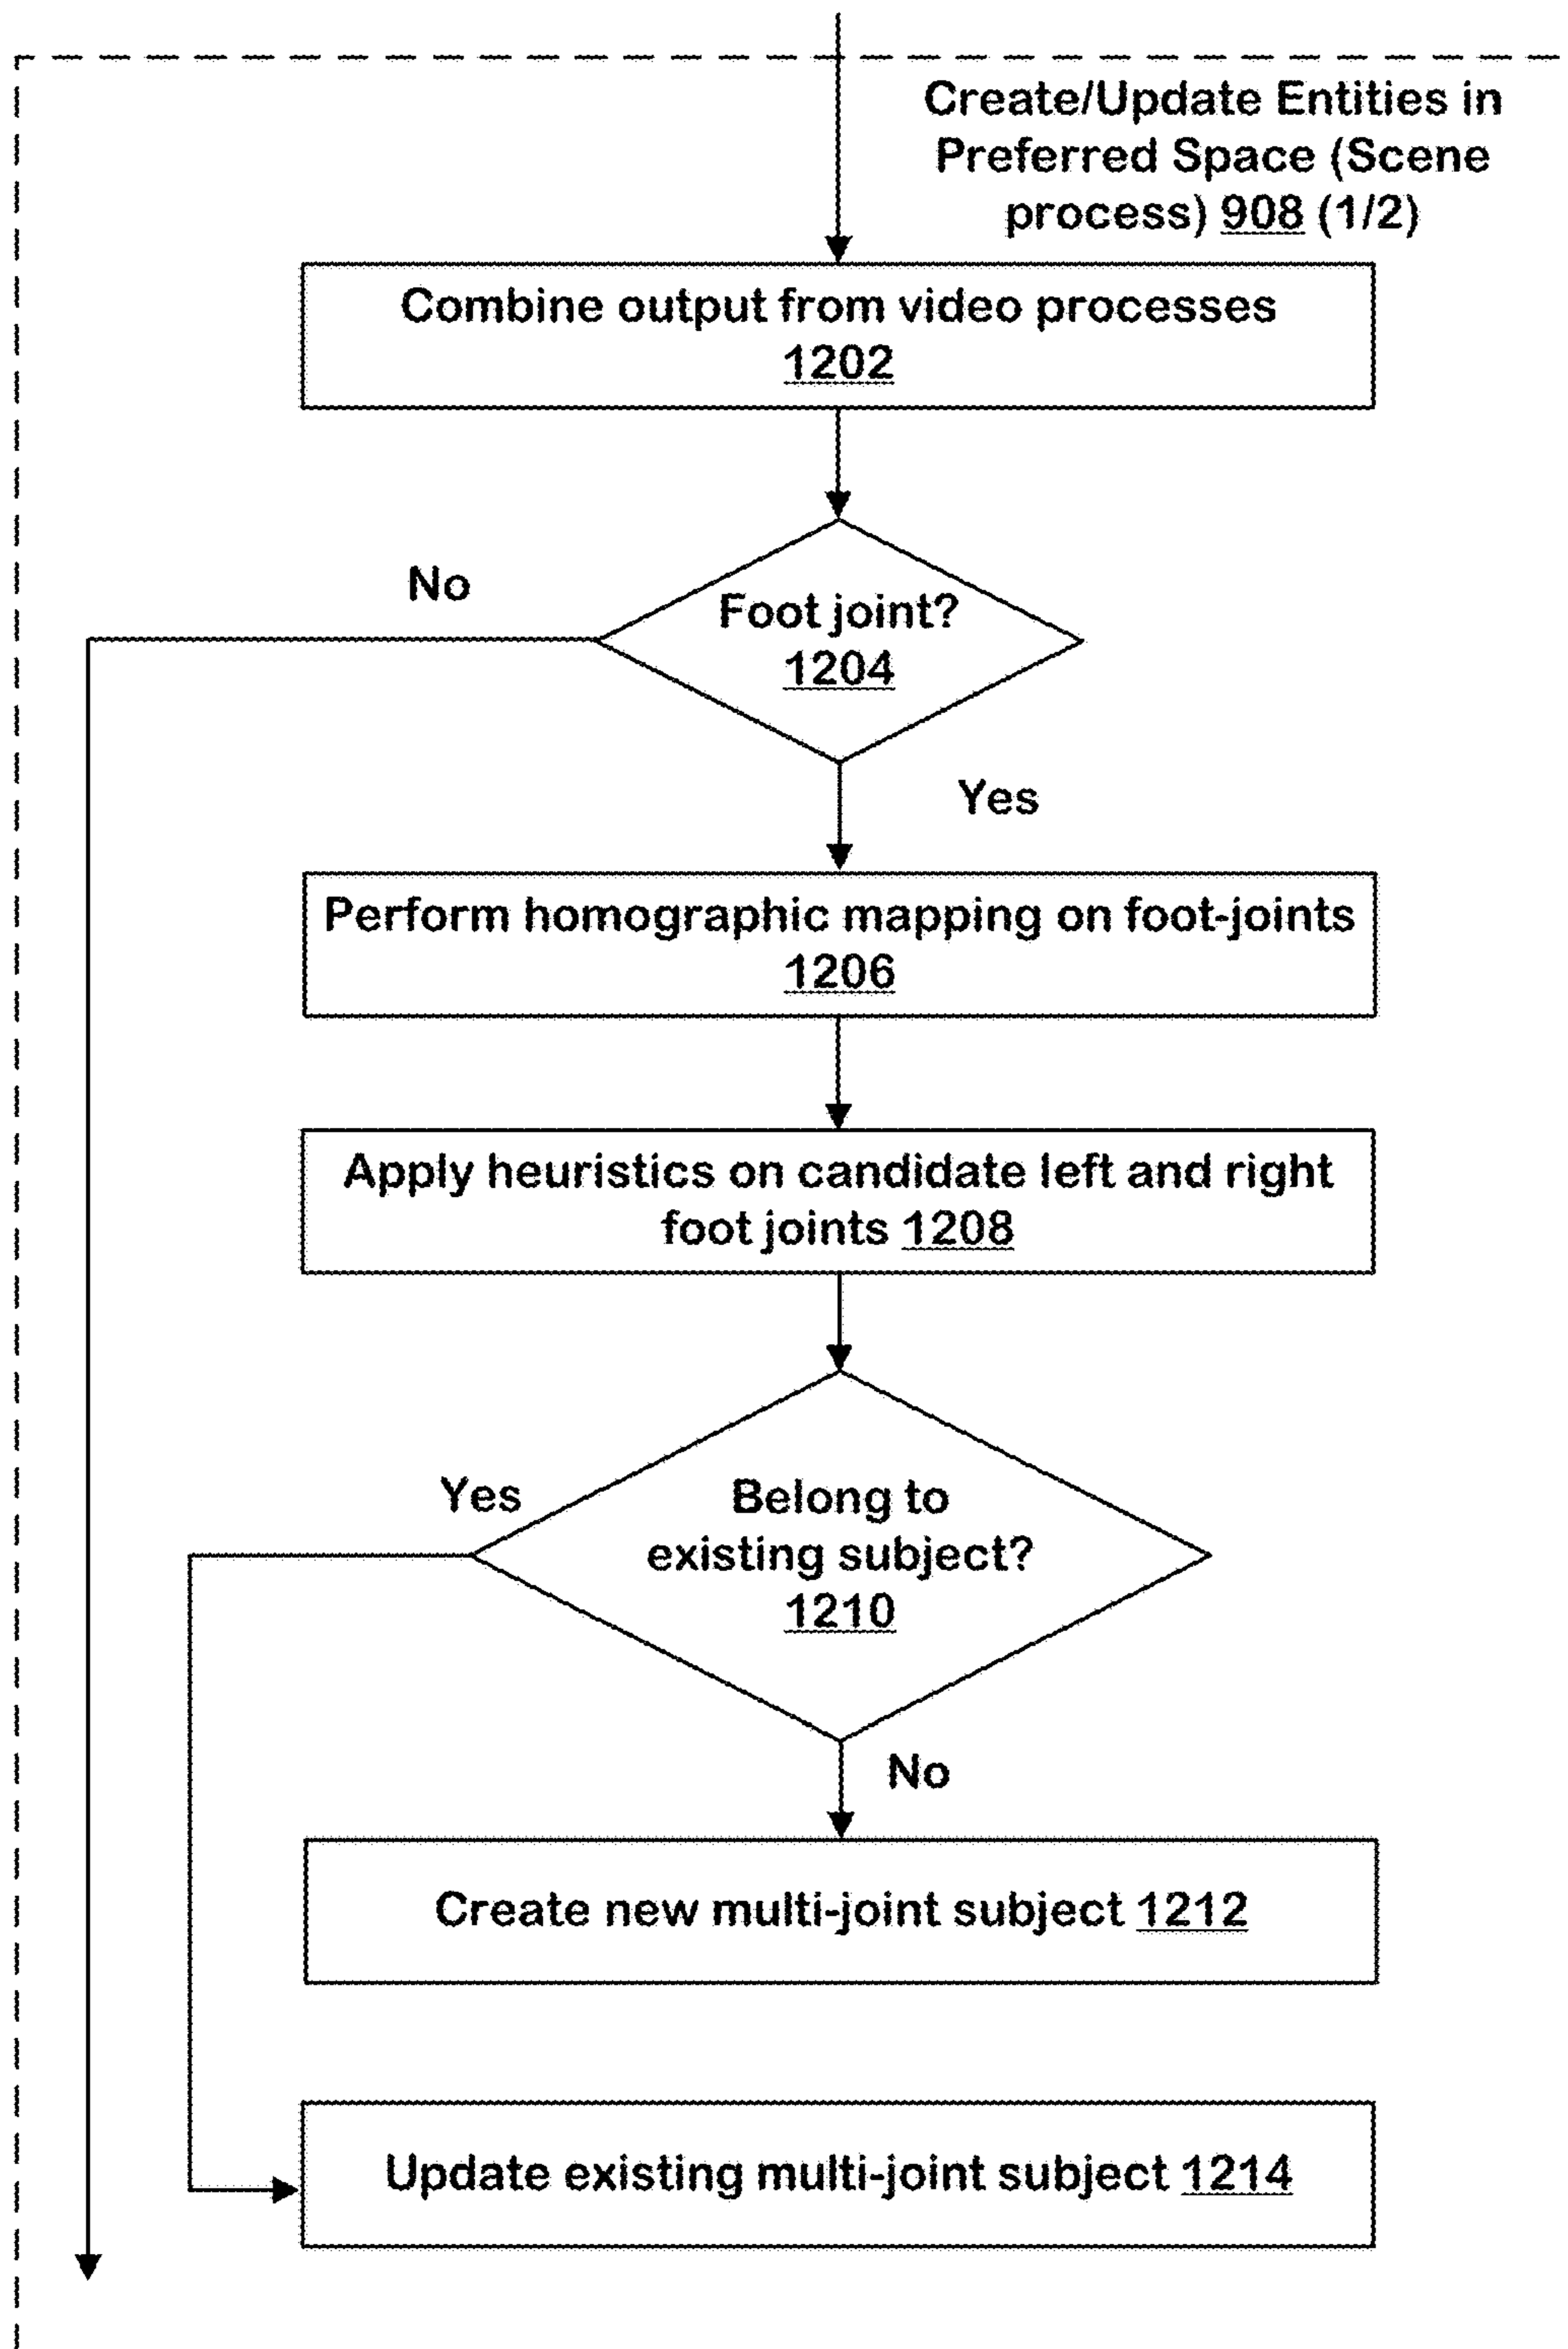 Create/Update Entities in
Preferred Space (Scene
process) 908 (1/2)
Combine output from video processes
1202
No
Foot joint?
1204
Yes
Perform homographic mapping on foot-joints
1206
Apply heuristics on candidate left and right
foot joints 1208
Yes
Belong to
existing subject?
1210
No
Create new multi-joint subject 1212
Update existing multi-joint subject 1214